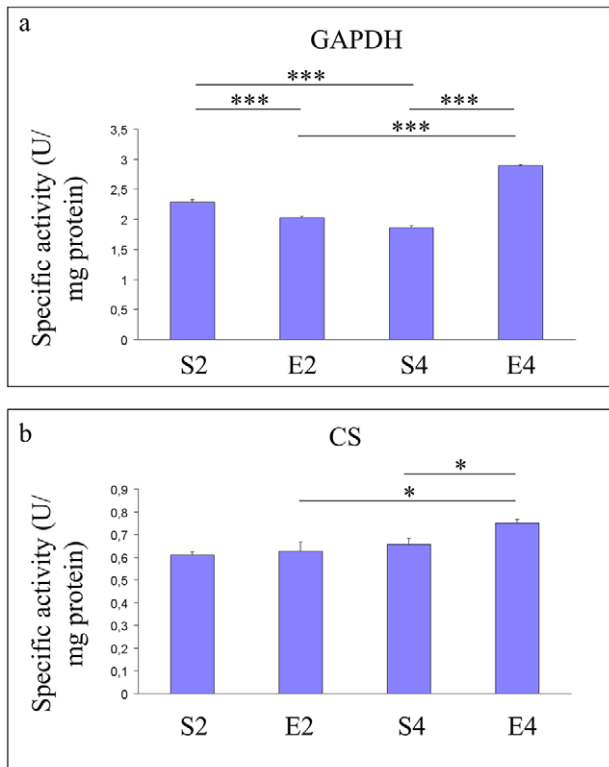 a
GAPDH
***
*** ***
***
Specific activity (U/
mg protein)
3,5
3
2,5
2
1,5
1
0,5
0
S2 E2 S4 E4
b
CS
*
*
Specific activity (U/
mg protein)
0,9
0,8
0,7
0,6
0,5
0,4
0,3
0,2
0,1
0
S2 E2 S4 E4